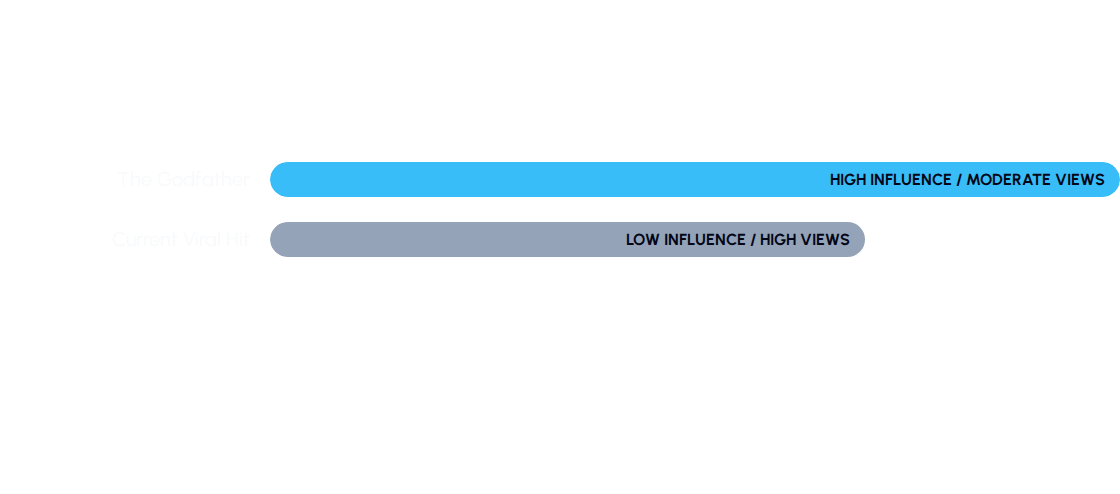 The Godfather
HIGH INFLUENCE / MODERATE VIEWS
Current Viral Hit
LOW INFLUENCE / HIGH VIEWS